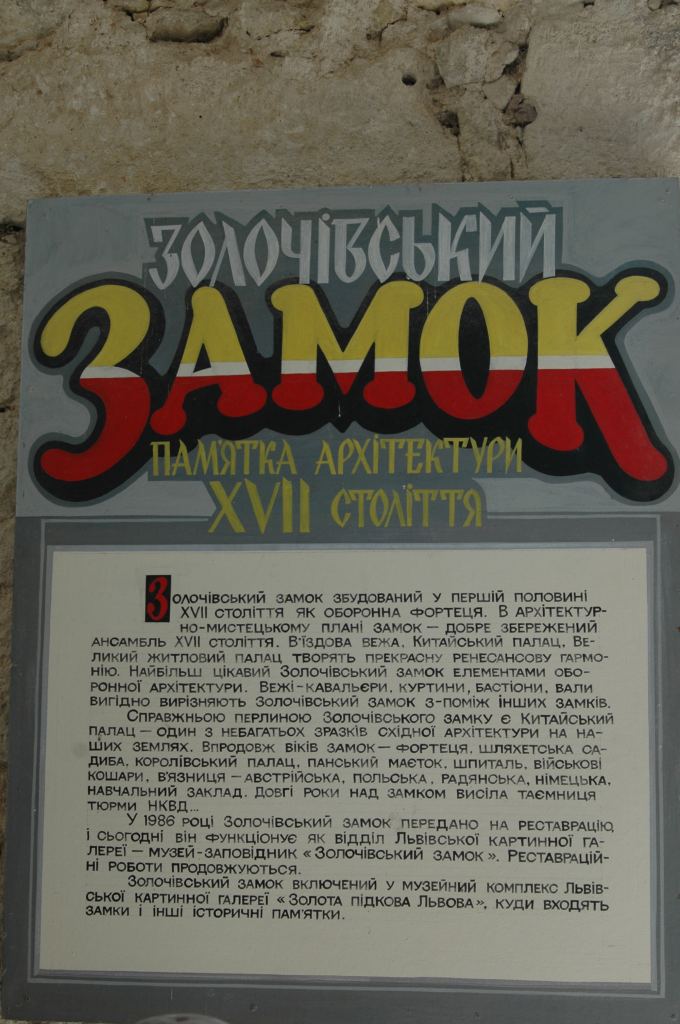 ЗОЛОЧІВСЬКИЙ
ЗАМОК
ПАМ'ЯТКА АРХІТЕКТУРИ
XVII СТОЛІТТЯ
ЗОЛОЧІВСЬКИЙ ЗАМОК ЗБУДОВАНИЙ У ПЕРШІЙ ПОЛОВИНІ
XVII СТОЛІТТЯ ЯК ОБОРОННА ФОРТЕЦЯ. В АРХІТЕКТУР-
НО-МИСТЕЦЬКОМУ ПЛАНІ ЗАМОК — ДОБРЕ ЗБЕРЕЖЕНИЙ
АНСАМБЛЬ XVII СТОЛІТТЯ. В'ЇЗДОВА ВЕЖА, КИТАЙСЬКИЙ ПАЛАЦ, ВЕ-
ЛИКИЙ ЖИТЛОВИЙ ПАЛАЦ ТВОРЯТЬ ПРЕКРАСНУ РЕНЕСАНСОВУ ГАРМО-
НІЮ. НАЙБІЛЬШ ЦІКАВИЙ ЗОЛОЧІВСЬКИЙ ЗАМОК ЕЛЕМЕНТАМИ ОБО-
РОННОЇ АРХІТЕКТУРИ. ВЕЖІ-КАВАЛЬЄРИ, КУРТИНИ, БАСТІОНИ, ВАЛИ
ВИГІДНО ВИРІЗНЯЮТЬ ЗОЛОЧІВСЬКИЙ ЗАМОК З-ПОМІЖ ІНШИХ ЗАМКІВ.
СПРАВЖНЬОЮ ПЕРЛИНОЮ ЗОЛОЧІВСЬКОГО ЗАМКУ Є КИТАЙСЬКИЙ
ПАЛАЦ — ОДИН З НЕБАГАТЬОХ ЗРАЗКІВ СХІДНОЇ АРХІТЕКТУРИ НА НА-
ШИХ ЗЕМЛЯХ. ВПРОДОВЖ ВІКІВ ЗАМОК — ФОРТЕЦЯ, ШЛЯХЕТСЬКА СА-
ДИБА, КОРОЛІВСЬКИЙ ПАЛАЦ, ПАНСЬКИЙ МАЄТОК, ШПИТАЛЬ, ВІЙСЬКОВІ
КОШАРИ, В'ЯЗНИЦЯ — АВСТРІЙСЬКА, ПОЛЬСЬКА, РАДЯНСЬКА, НІМЕЦЬКА,
НАВЧАЛЬНИЙ ЗАКЛАД. ДОВГІ РОКИ НАД ЗАМКОМ ВИСІЛА ТАЄМНИЦЯ
ТЮРМИ НКВД...
У 1986 РОЦІ ЗОЛОЧІВСЬКИЙ ЗАМОК ПЕРЕДАНО НА РЕСТАВРАЦІЮ,
І СЬОГОДНІ ВІН ФУНКЦІОНУЄ ЯК ВІДДІЛ ЛЬВІВСЬКОЇ КАРТИННОЇ ГА-
ЛЕРЕЇ — МУЗЕЙ-ЗАПОВІДНИК «ЗОЛОЧІВСЬКИЙ ЗАМОК». РЕСТАВРАЦІЙ-
НІ РОБОТИ ПРОДОВЖУЮТЬСЯ.
ЗОЛОЧІВСЬКИЙ ЗАМОК ВКЛЮЧЕНИЙ У МУЗЕЙНИЙ КОМПЛЕКС ЛЬВІВ-
СЬКОЇ КАРТИННОЇ ГАЛЕРЕЇ «ЗОЛОТА ПІДКОВА ЛЬВОВА», КУДИ ВХОДЯТЬ
ЗАМКИ І ІНШІ ІСТОРИЧНІ ПАМ'ЯТКИ.